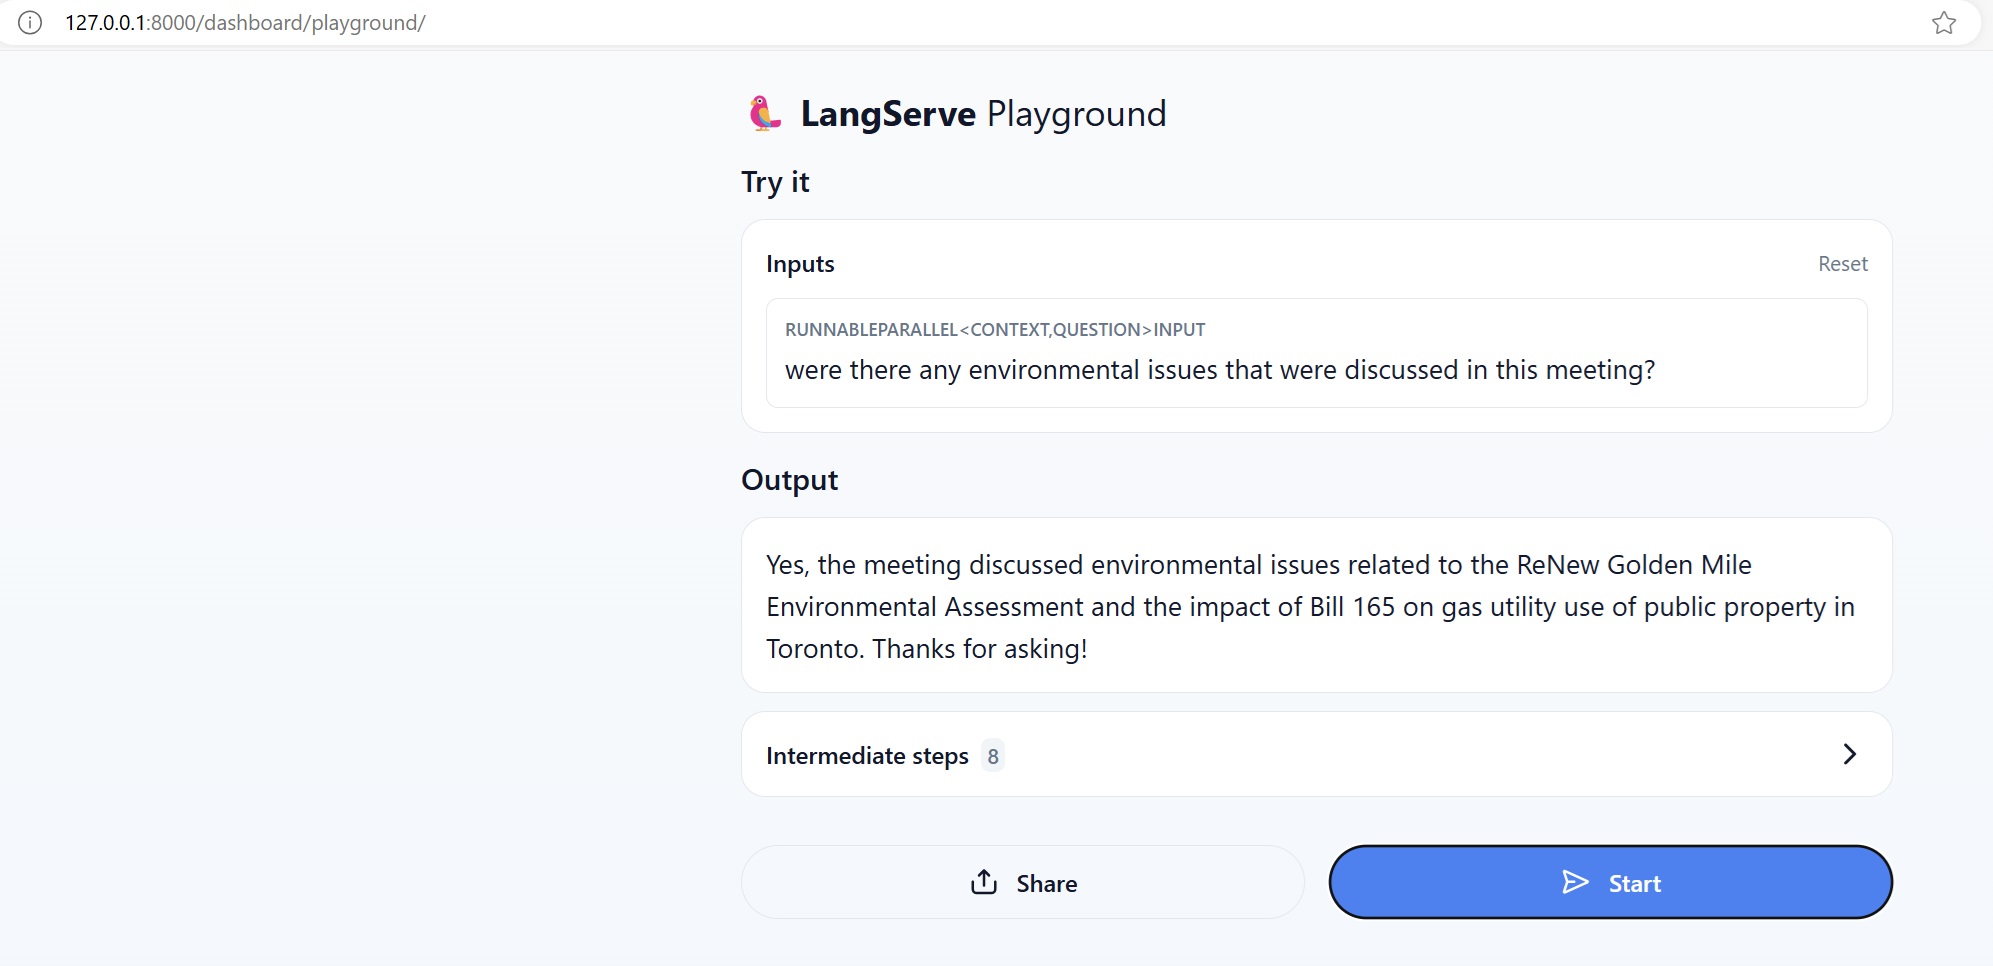 127.0.0.1:8000/dashboard/playground/
LangServe Playground
Try it
Inputs
Reset
RUNNABLEPARALLEL<CONTEXT,QUESTION>INPUT
were there any environmental issues that were discussed in this meeting?
Output
Yes, the meeting discussed environmental issues related to the ReNew Golden Mile
Environmental Assessment and the impact of Bill 165 on gas utility use of public property in
Toronto. Thanks for asking!
Intermediate steps 8
Share
Start